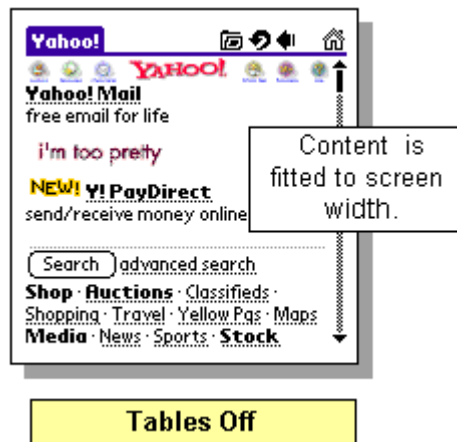 Yahoo!
YAHOO!
Yahoo! Mail
free email for life
i'm too pretty
NEW! Y! PayDirect
send/receive money online
Content is
fitted to screen
width.
Search advanced search
Shop · Auctions · Classifieds ·
Shopping · Travel · Yellow Pgs · Maps
Media · News · Sports · Stock
Tables Off